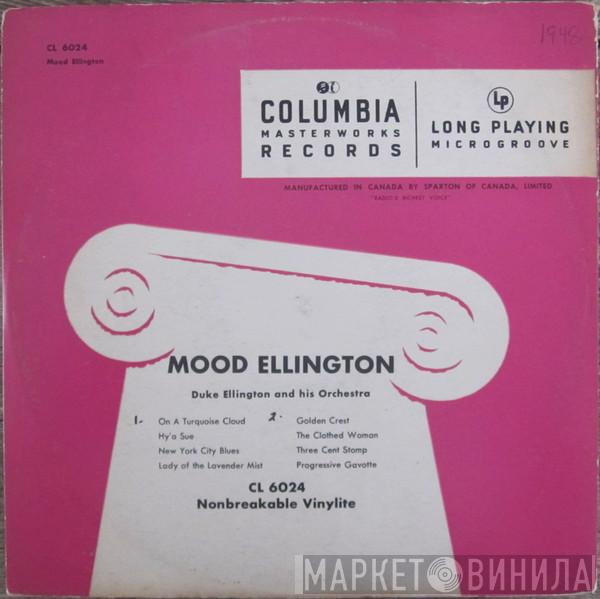 CL 6024
Mood Ellington
1948
COLUMBIA
MASTERWORKS
RECORDS
LP
LONG PLAYING
MICROGROOVE
MANUFACTURED IN CANADA BY SPARTON OF CANADA, LIMITED
"RADIO'S RICHEST VOICE"
MOOD ELLINGTON
Duke Ellington and his Orchestra
1-
On A Turquoise Cloud
Hy'a Sue
New York City Blues
Lady of the Lavender Mist
2-
Golden Crest
The Clothed Woman
Three Cent Stomp
Progressive Gavotte
CL 6024
Nonbreakable Vinylite
МАРКЕТ ВИНИЛА